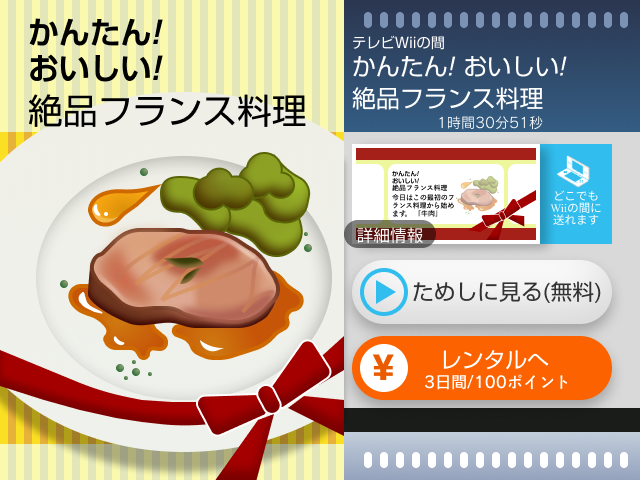 かんたん!
おいしい!
絶品フランス料理
テレビWiiの間
かんたん! おいしい!
絶品フランス料理
1時間30分51秒
かんたん!
おいしい!
絶品フランス料理
今日はこの最初のフ
ランス料理から始め
ます。 「牛肉」
詳細情報
どこでも
Wiiの間に
送れます
ためしに見る(無料)
¥
レンタルへ
3日間/100ポイント